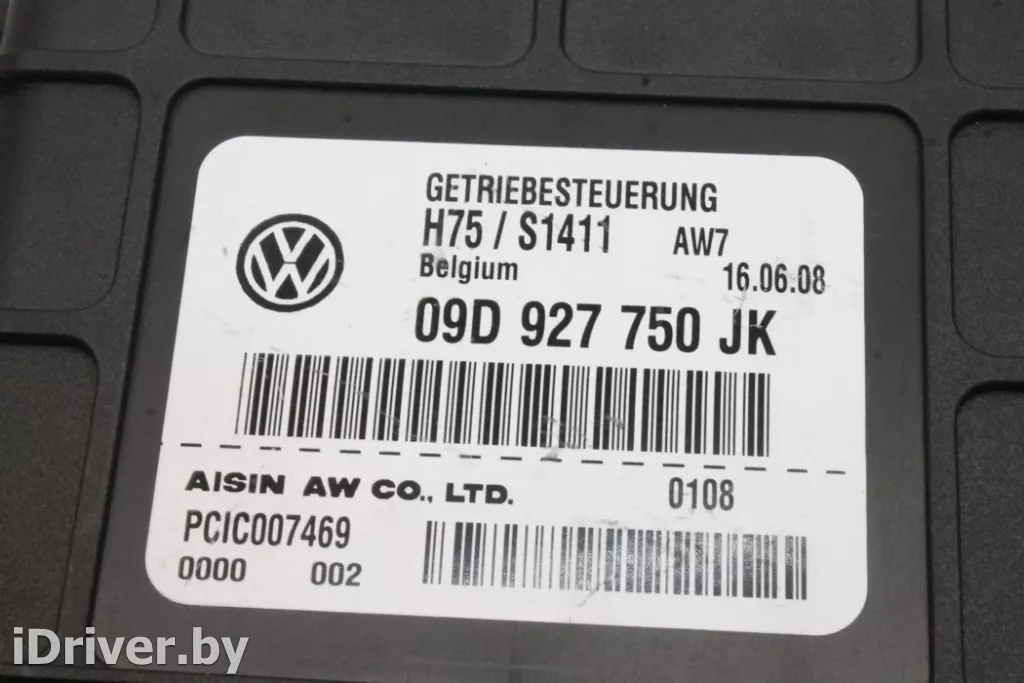 GETRIEBESTEUERUNG
H75 / S1411 AW7
Belgium 16.06.08
09D 927 750 JK
AISIN AW CO., LTD. 0108
PCIC007469
0000 002
iDriver.by